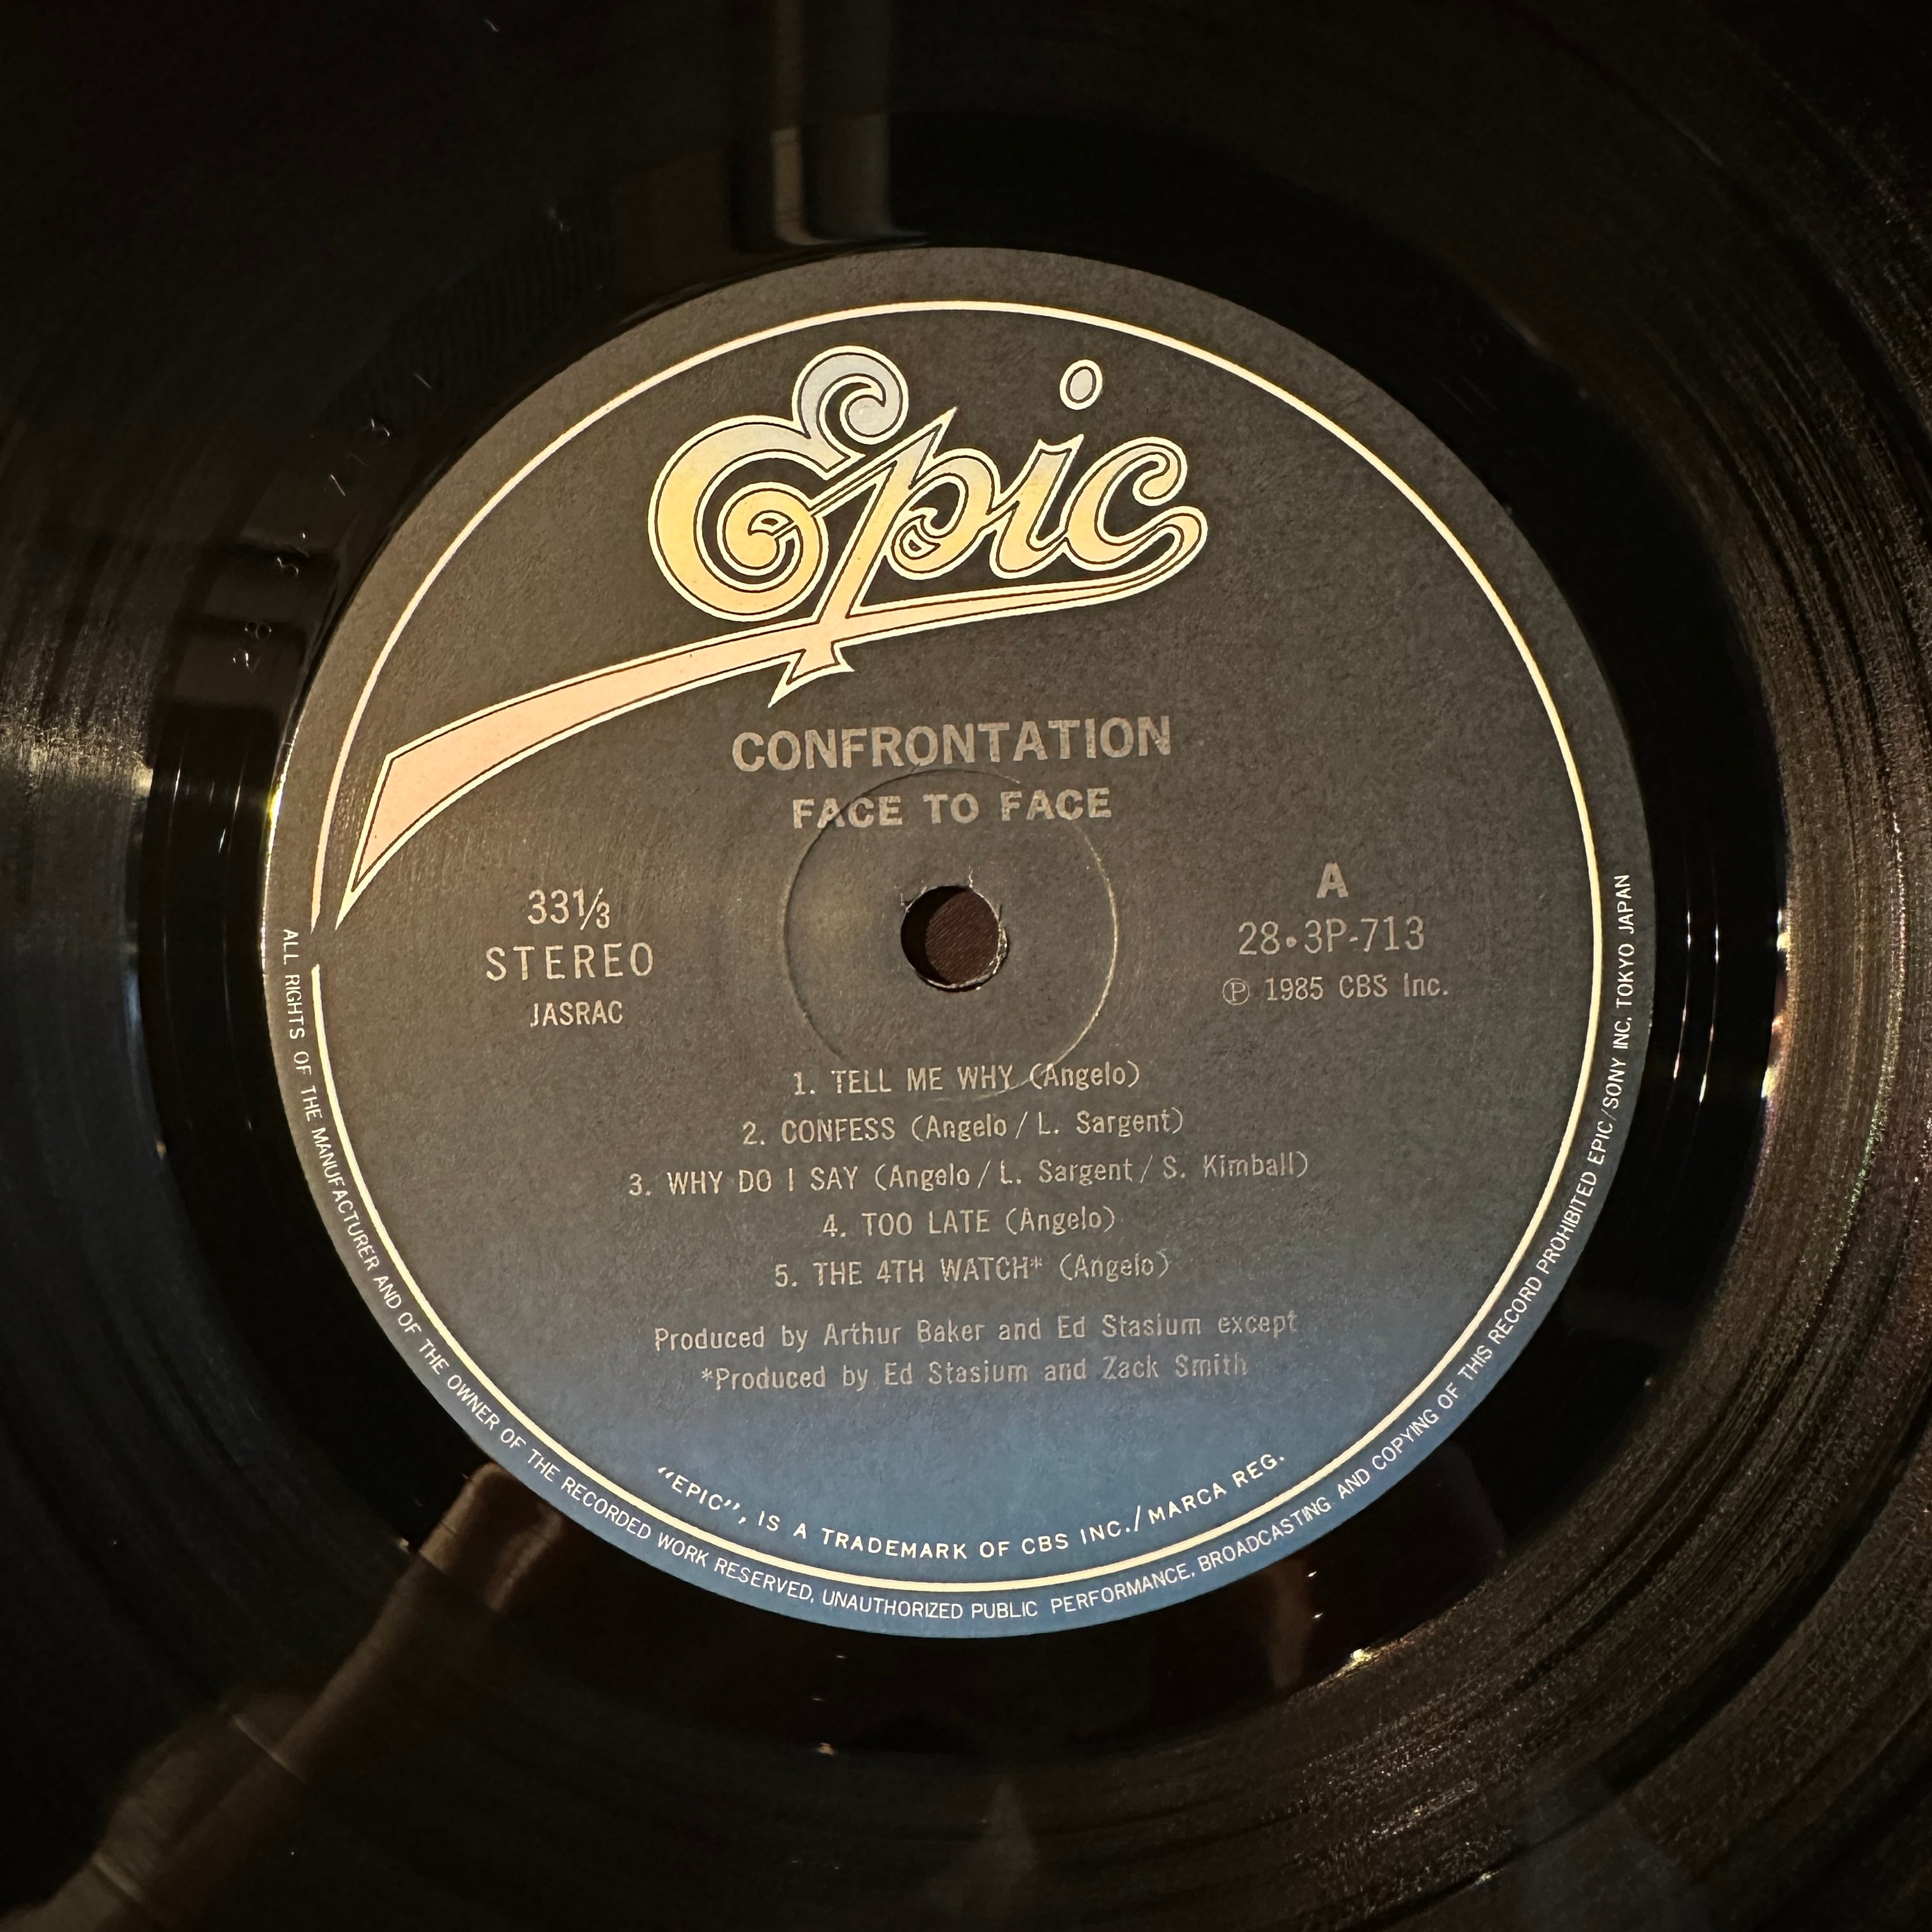 Epic
CONFRONTATION
FACE TO FACE
33⅓
STEREO
JASRAC
A
28・3P-713
Ⓟ 1985 CBS Inc.
1. TELL ME WHY (Angelo)
2. CONFESS (Angelo / L. Sargent)
3. WHY DO I SAY (Angelo / L. Sargent / S. Kimball)
4. TOO LATE (Angelo)
5. THE 4TH WATCH* (Angelo)
Produced by Arthur Baker and Ed Stasium except
*Produced by Ed Stasium and Zack Smith
"EPIC", IS A TRADEMARK OF CBS INC./MARCA REG.
ALL RIGHTS OF THE MANUFACTURER AND OF THE OWNER OF THE RECORDED WORK RESERVED, UNAUTHORIZED PUBLIC PERFORMANCE, BROADCASTING AND COPYING OF THIS RECORD PROHIBITED EPIC/SONY INC. TOKYO JAPAN